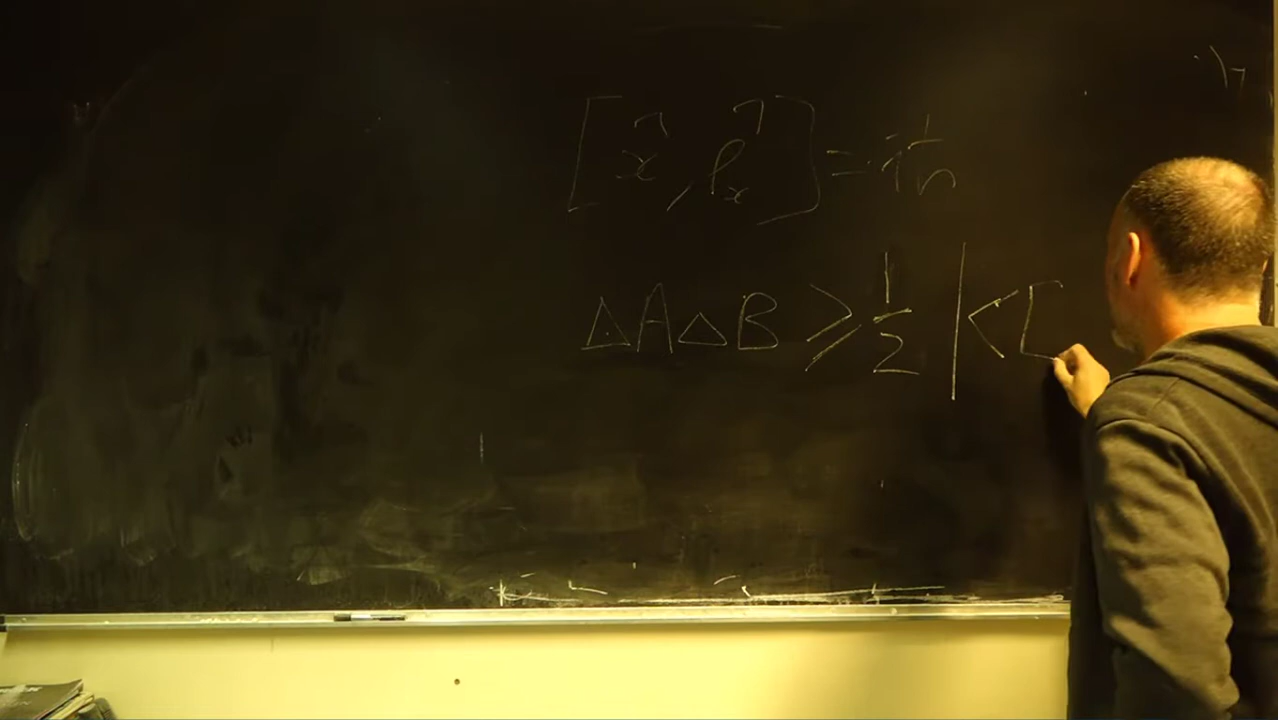 [x̂, p̂ₓ] = iħ
ΔAΔB ≥ 1/2 |<[